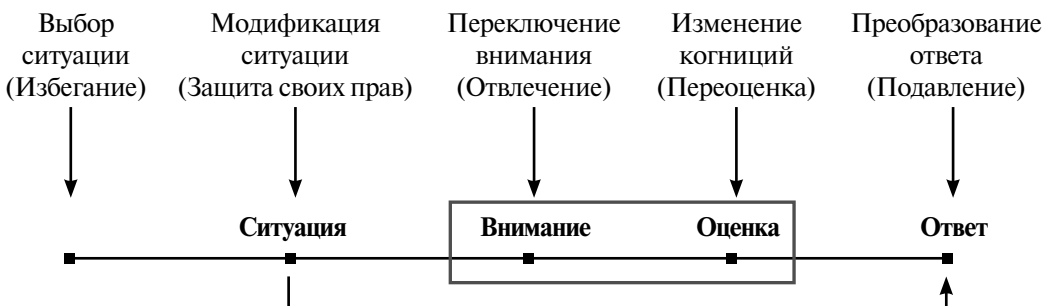 Выбор
ситуации
(Избегание)
Модификация
ситуации
(Защита своих прав)
Переключение
внимания
(Отвлечение)
Изменение
когниций
(Переоценка)
Преобразование
ответа
(Подавление)
Ситуация
Внимание
Оценка
Ответ